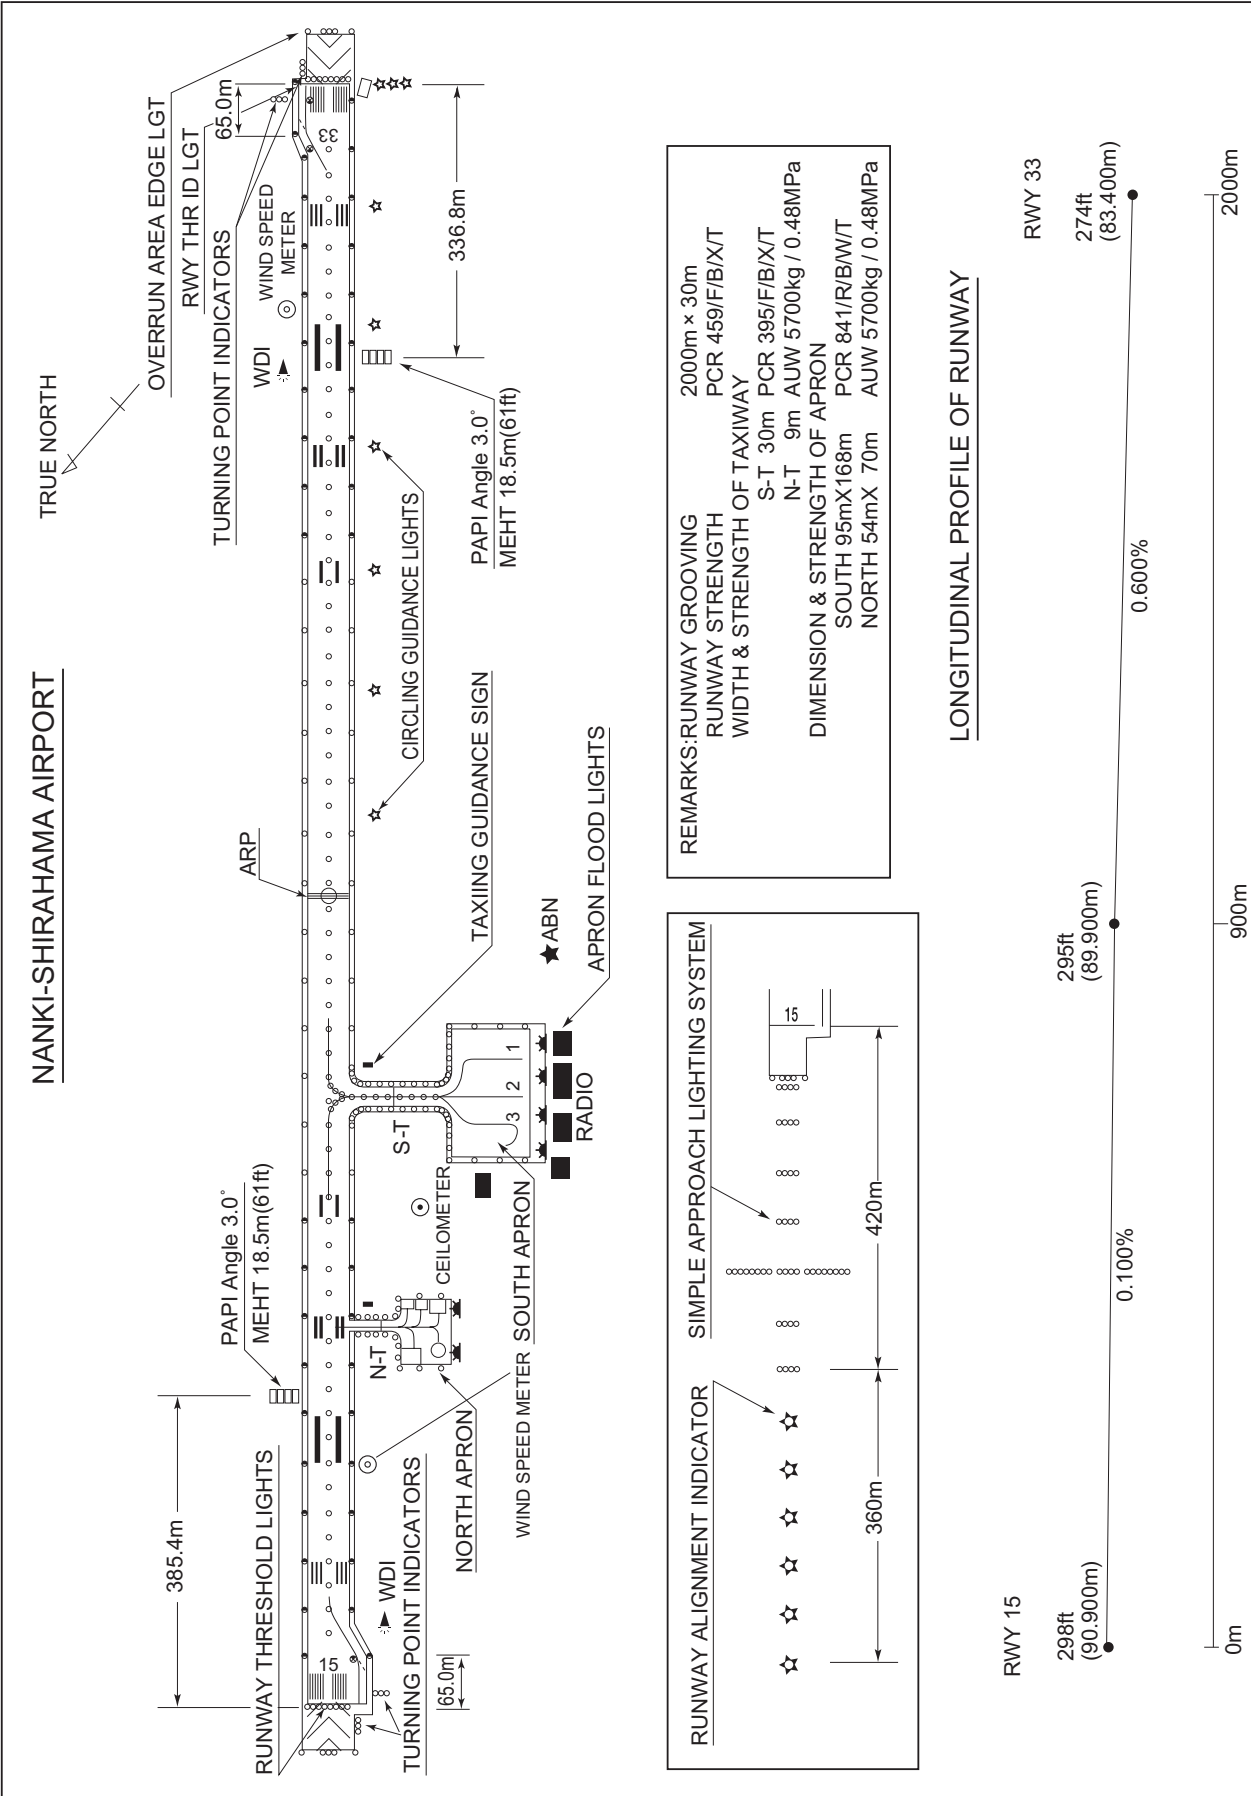 NANKI-SHIRAHAMA AIRPORT
TRUE NORTH
OVERRUN AREA EDGE LGT
RWY THR ID LGT
TURNING POINT INDICATORS
65.0m
WIND SPEED
METER
WDI
ARP
PAPI Angle 3.0°
MEHT 18.5m(61ft)
385.4m
RUNWAY THRESHOLD LIGHTS
15
33
336.8m
PAPI Angle 3.0°
MEHT 18.5m(61ft)
CIRCLING GUIDANCE LIGHTS
TAXIING GUIDANCE SIGN
ABN
APRON FLOOD LIGHTS
S-T
1
2
3
RADIO
CEILOMETER
SOUTH APRON
N-T
NORTH APRON
WIND SPEED METER
WDI
TURNING POINT INDICATORS
65.0m
RUNWAY ALIGNMENT INDICATOR
SIMPLE APPROACH LIGHTING SYSTEM
15
360m
420m
REMARKS:RUNWAY GROOVING 2000m × 30m
RUNWAY STRENGTH PCR 459/F/B/X/T
WIDTH & STRENGTH OF TAXIWAY
S-T 30m PCR 395/F/B/X/T
N-T 9m AUW 5700kg / 0.48MPa
DIMENSION & STRENGTH OF APRON
SOUTH 95mX168m PCR 841/R/B/W/T
NORTH 54mX 70m AUW 5700kg / 0.48MPa
LONGITUDINAL PROFILE OF RUNWAY
RWY 15
298ft
(90.900m)
0.100%
295ft
(89.900m)
0.600%
RWY 33
274ft
(83.400m)
0m
900m
2000m